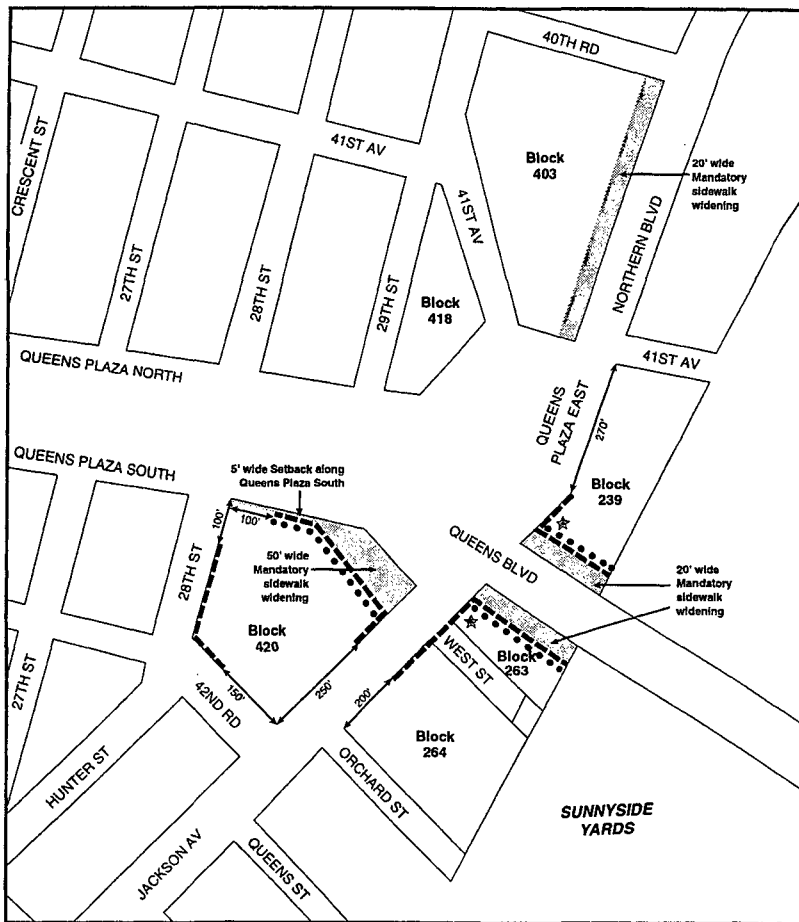 40TH RD
41ST AV
CRESCENT ST
Block
403
20' wide
Mandatory
sidewalk
widening
41ST AV
NORTHERN BLVD
27TH ST
28TH ST
29TH ST
Block
418
QUEENS PLAZA NORTH
41ST AV
QUEENS
PLAZA EAST
270'
QUEENS PLAZA SOUTH
5' wide Setback along
Queens Plaza South
Block
239
100'
100'
28TH ST
50' wide
Mandatory
sidewalk
widening
QUEENS BLVD
20' wide
Mandatory
sidewalk
widening
Block
420
WEST ST
Block
263
27TH ST
150'
250'
200'
42ND RD
Block
264
HUNTER ST
ORCHARD ST
SUNNYSIDE
YARDS
JACKSON AV
QUEENS ST